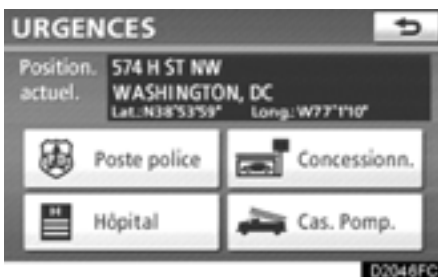 URGENCES
Position. 574 H ST NW
actuel. WASHINGTON, DC
Lat.:N38°53'59" Long.:W77°1'10"
Poste police
Concessionn.
H
Hôpital
Cas. Pomp.
D2046FC